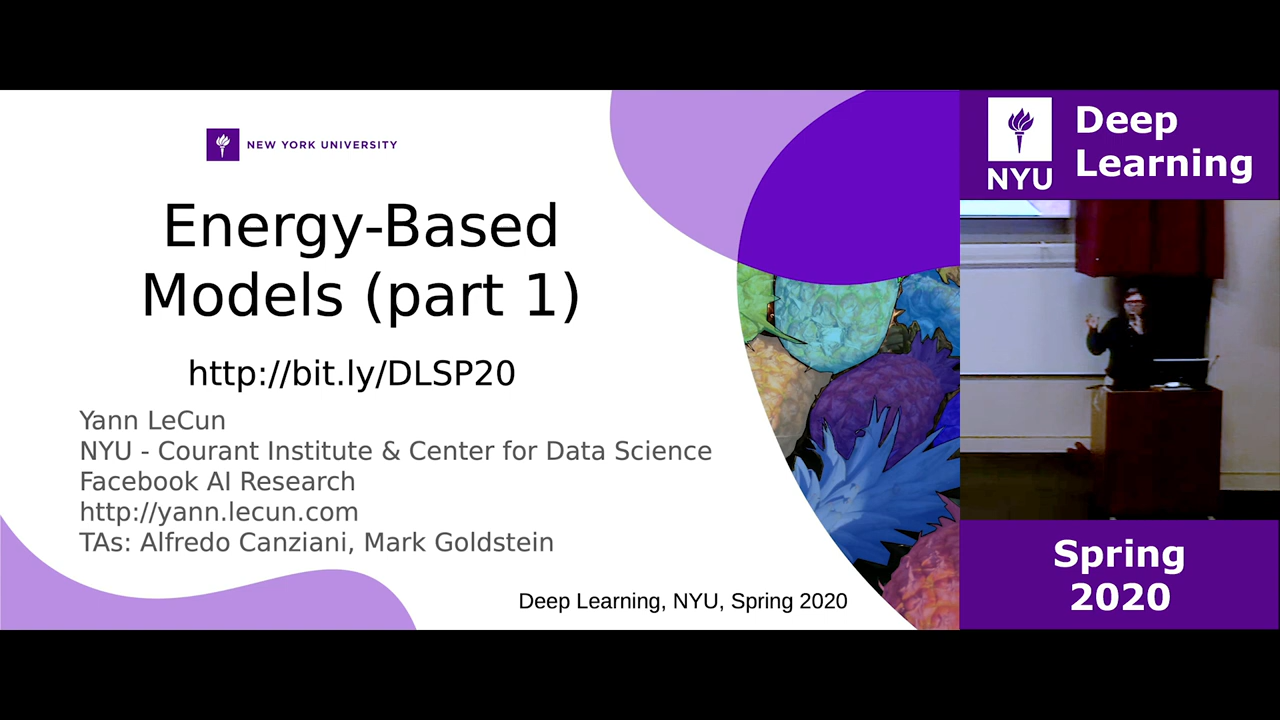 NEW YORK UNIVERSITY
Energy-Based
Models (part 1)
http://bit.ly/DLSP20
Yann LeCun
NYU - Courant Institute & Center for Data Science
Facebook AI Research
http://yann.lecun.com
TAs: Alfredo Canziani, Mark Goldstein
Deep Learning, NYU, Spring 2020
NYU
Deep
Learning
Spring
2020